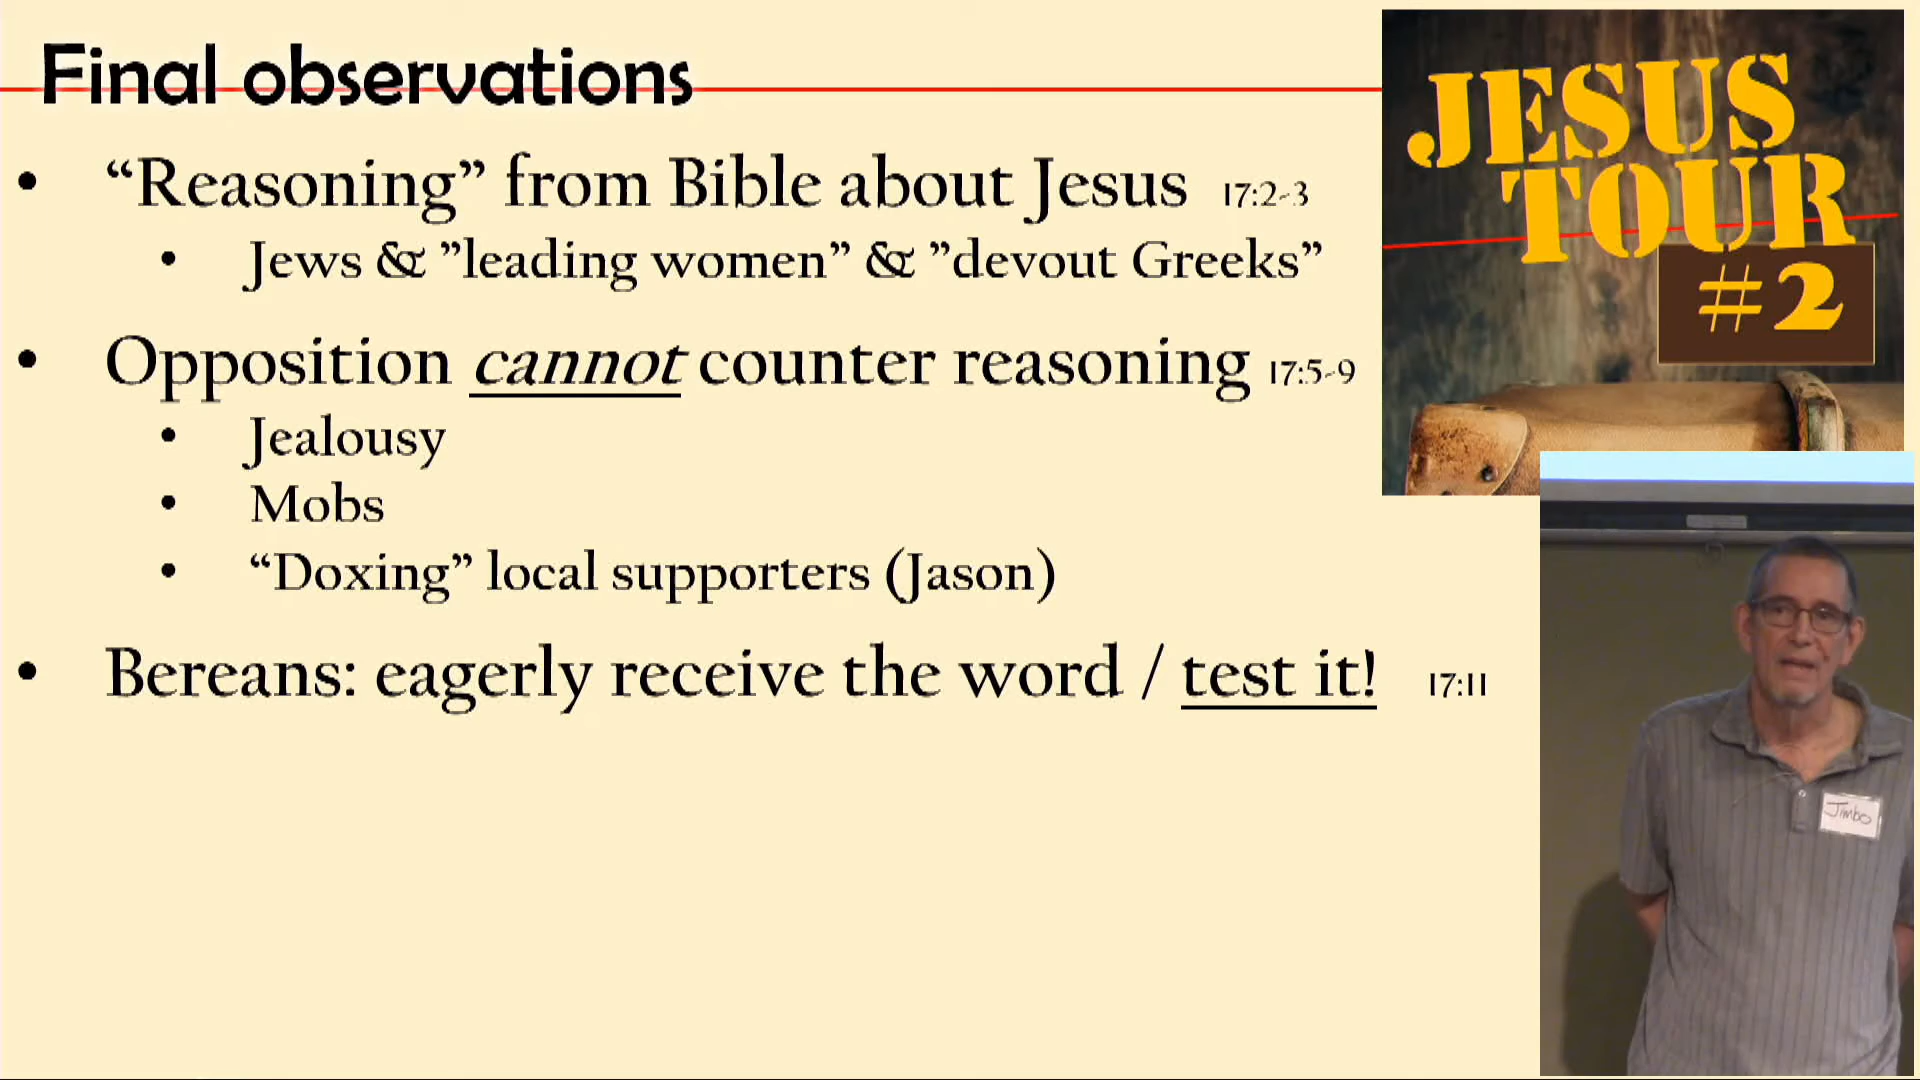 Final observations
• “Reasoning” from Bible about Jesus 17:2-3
• Jews & ”leading women” & ”devout Greeks”
• Opposition cannot counter reasoning 17:5-9
• Jealousy
• Mobs
• “Doxing” local supporters (Jason)
• Bereans: eagerly receive the word / test it! 17:11
JESUS
TOUR
#2
Jimbo